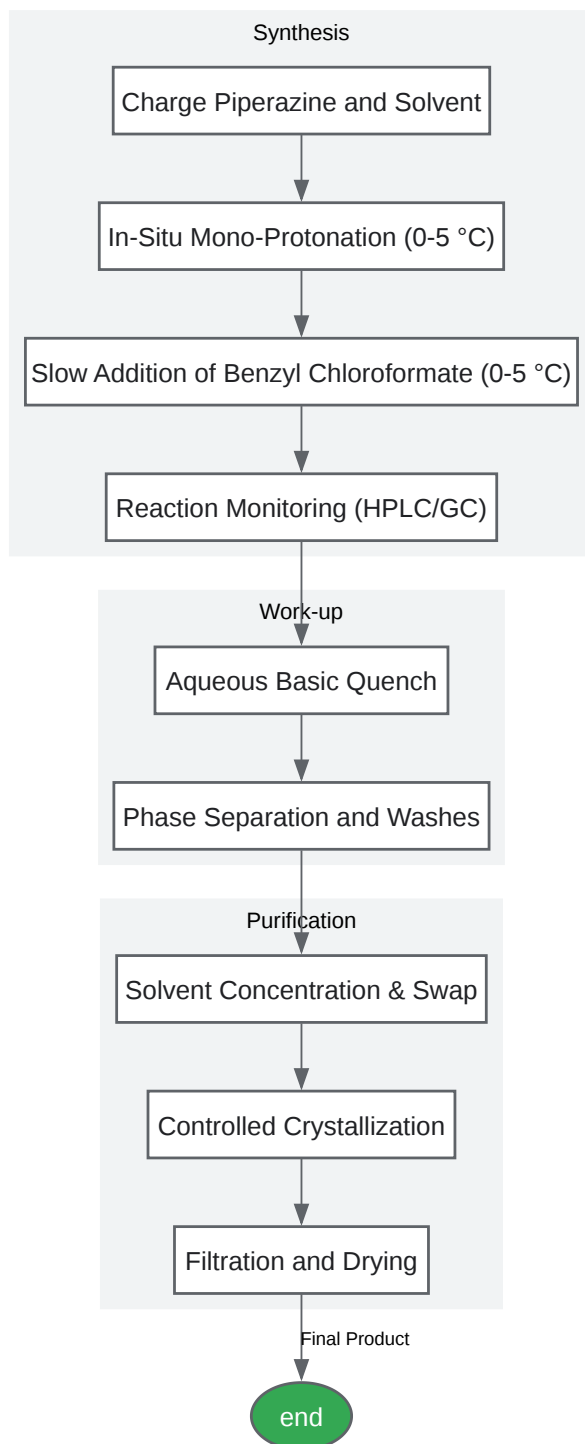 Synthesis
Charge Piperazine and Solvent
In-Situ Mono-Protonation (0-5 °C)
Slow Addition of Benzyl Chloroformate (0-5 °C)
Reaction Monitoring (HPLC/GC)
Work-up
Aqueous Basic Quench
Phase Separation and Washes
Purification
Solvent Concentration & Swap
Controlled Crystallization
Filtration and Drying
Final Product
end